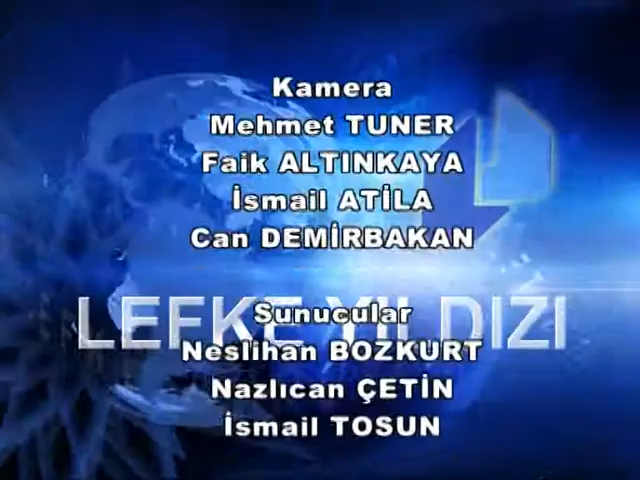 Kamera
Mehmet TUNER
Faik ALTINKAYA
İsmail ATİLA
Can DEMİRBAKAN
LEFKE YILDIZI
Sunucular
Neslihan BOZKURT
Nazlıcan ÇETİN
İsmail TOSUN